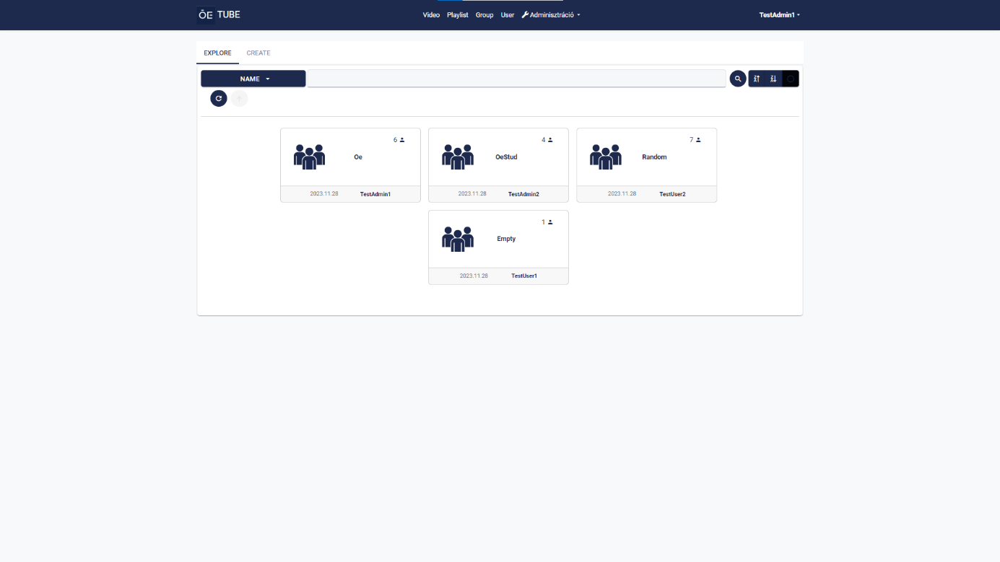 ŌE TUBE Video Playlist Group User Adminisztráció TestAdmin1
EXPLORE CREATE
NAME
6 4 7
Oe OeStud Random
2023.11.28 TestAdmin1 2023.11.28 TestAdmin2 2023.11.28 TestUser2
1
Empty
2023.11.28 TestUser1